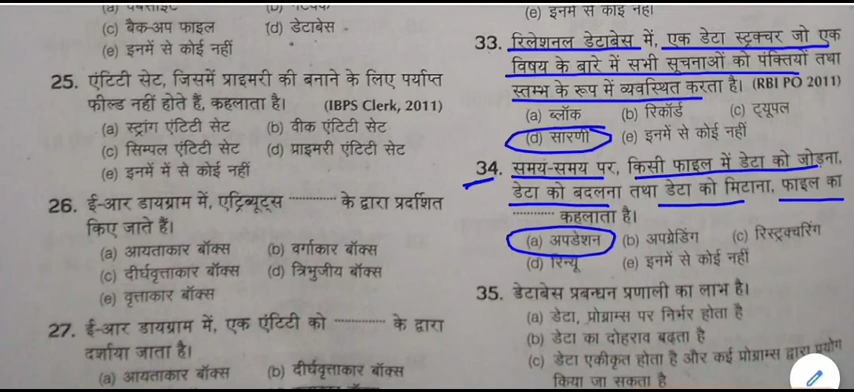 (c) बैक-अप फाइल (d) डेटाबेस
(e) इनमें से कोई नहीं
25. एंटिटी सेट, जिसमें प्राइमरी की बनाने के लिए पर्याप्त
फील्ड नहीं होते हैं, कहलाता है। (IBPS Clerk, 2011)
(a) स्ट्रांग एंटिटी सेट (b) वीक एंटिटी सेट
(c) सिम्पल एंटिटी सेट (d) प्राइमरी एंटिटी सेट
(e) इनमें में से कोई नहीं
26. ई-आर डायग्राम में, एट्रिब्यूट्स ············ के द्वारा प्रदर्शित
किए जाते हैं।
(a) आयताकार बॉक्स (b) वर्गाकार बॉक्स
(c) दीर्घवृत्ताकार बॉक्स (d) त्रिभुजीय बॉक्स
(e) वृत्ताकार बॉक्स
27. ई-आर डायग्राम में, एक एंटिटी को ············ के द्वारा
दर्शाया जाता है।
(a) आयताकार बॉक्स (b) दीर्घवृत्ताकार बॉक्स
(e) इनमें से कोई नहीं
33. रिलेशनल डेटाबेस में, एक डेटा स्ट्रक्चर जो एक
विषय के बारे में सभी सूचनाओं को पंक्तियों तथा
स्तम्भ के रूप में व्यवस्थित करता है। (RBI PO 2011)
(a) ब्लॉक (b) रिकॉर्ड (c) ट्यूपल
(d) सारणी (e) इनमें से कोई नहीं
34. समय-समय पर, किसी फाइल में डेटा को जोड़ना,
डेटा को बदलना तथा डेटा को मिटाना, फाइल का
············ कहलाता है।
(a) अपडेशन (b) अपग्रेडिंग (c) रिस्ट्रक्चरिंग
(d) रिन्यू (e) इनमें से कोई नहीं
35. डेटाबेस प्रबन्धन प्रणाली का लाभ है।
(a) डेटा, प्रोग्राम्स पर निर्भर होता है
(b) डेटा का दोहराव बढ़ता है
(c) डेटा एकीकृत होता है और कई प्रोग्राम्स द्वारा प्रयोग
किया जा सकता है